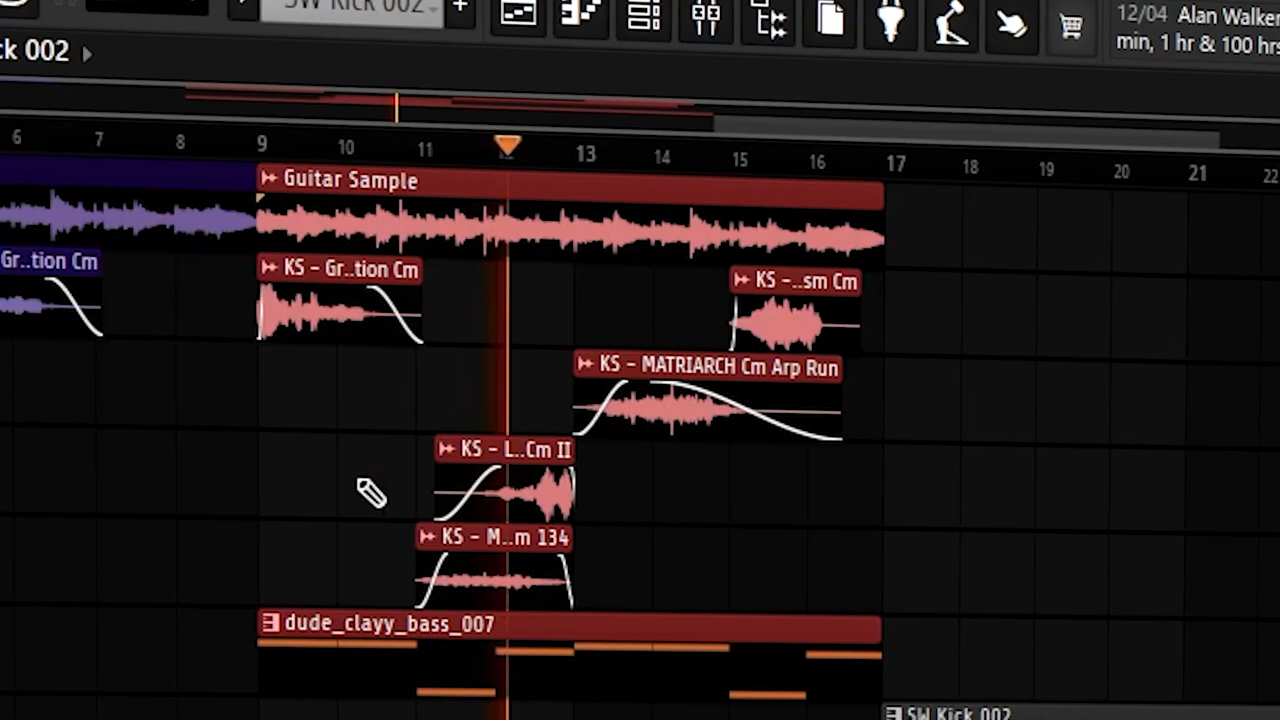 SW Kick 002
12/04 Alan Walker
min, 1 hr & 100 hrs
ck 002
6 7 8 9 10 11 12 13 14 15 16 17 18 19 20 21 22
Guitar Sample
Gr..tion Cm
KS - Gr..tion Cm
KS -..sm Cm
KS - MATRIARCH Cm Arp Run
KS - L..Cm II
KS - M..m 134
dude_clayy_bass_007
SW Kick 002